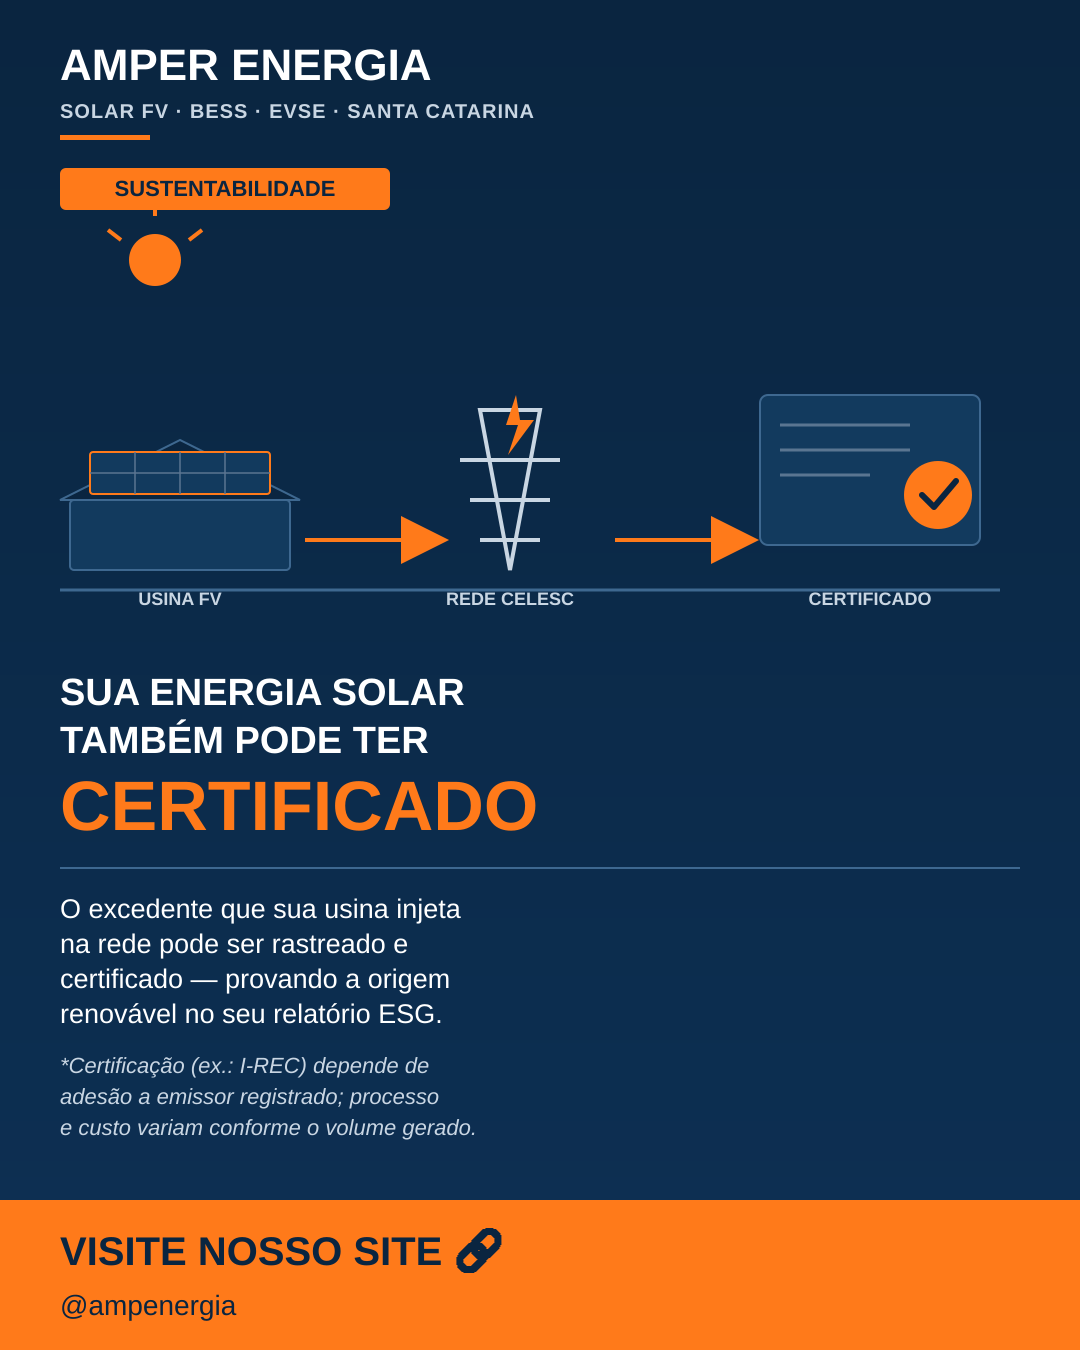 AMPER ENERGIA
SOLAR FV · BESS · EVSE · SANTA CATARINA
SUSTENTABILIDADE
USINA FV
REDE CELESC
CERTIFICADO
SUA ENERGIA SOLAR
TAMBÉM PODE TER
CERTIFICADO
O excedente que sua usina injeta
na rede pode ser rastreado e
certificado — provando a origem
renovável no seu relatório ESG.
*Certificação (ex.: I-REC) depende de
adesão a emissor registrado; processo
e custo variam conforme o volume gerado.
VISITE NOSSO SITE 🔗
@ampenergia